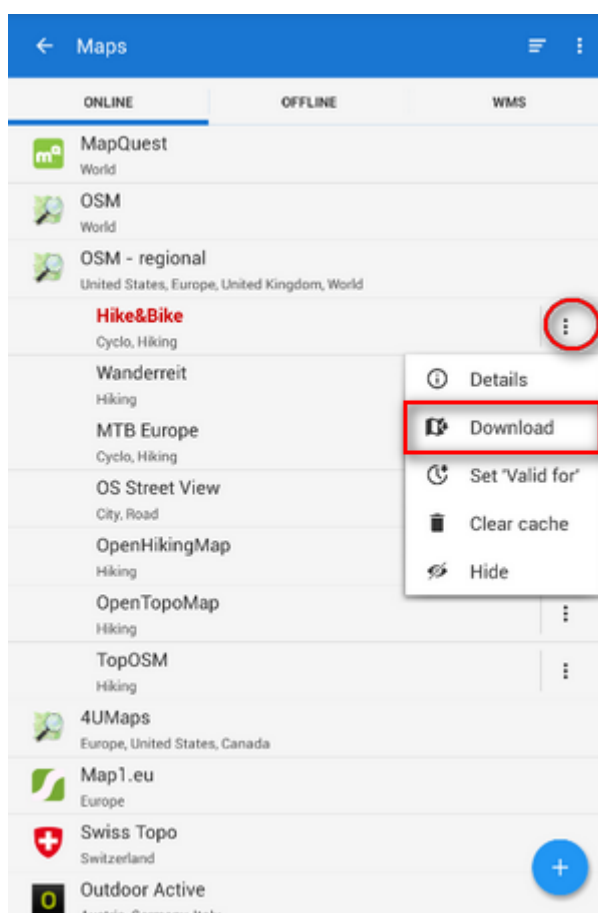 Maps
ONLINE OFFLINE WMS
MapQuest
World
OSM
World
OSM - regional
United States, Europe, United Kingdom, World
Hike&Bike
Cyclo, Hiking
Wanderreit
Hiking
MTB Europe
Cyclo, Hiking
OS Street View
City, Road
OpenHikingMap
Hiking
OpenTopoMap
Hiking
TopOSM
Hiking
Details
Download
Set 'Valid for'
Clear cache
Hide
4UMaps
Europe, United States, Canada
Map1.eu
Europe
Swiss Topo
Switzerland
Outdoor Active
Austria, Germany, Italy